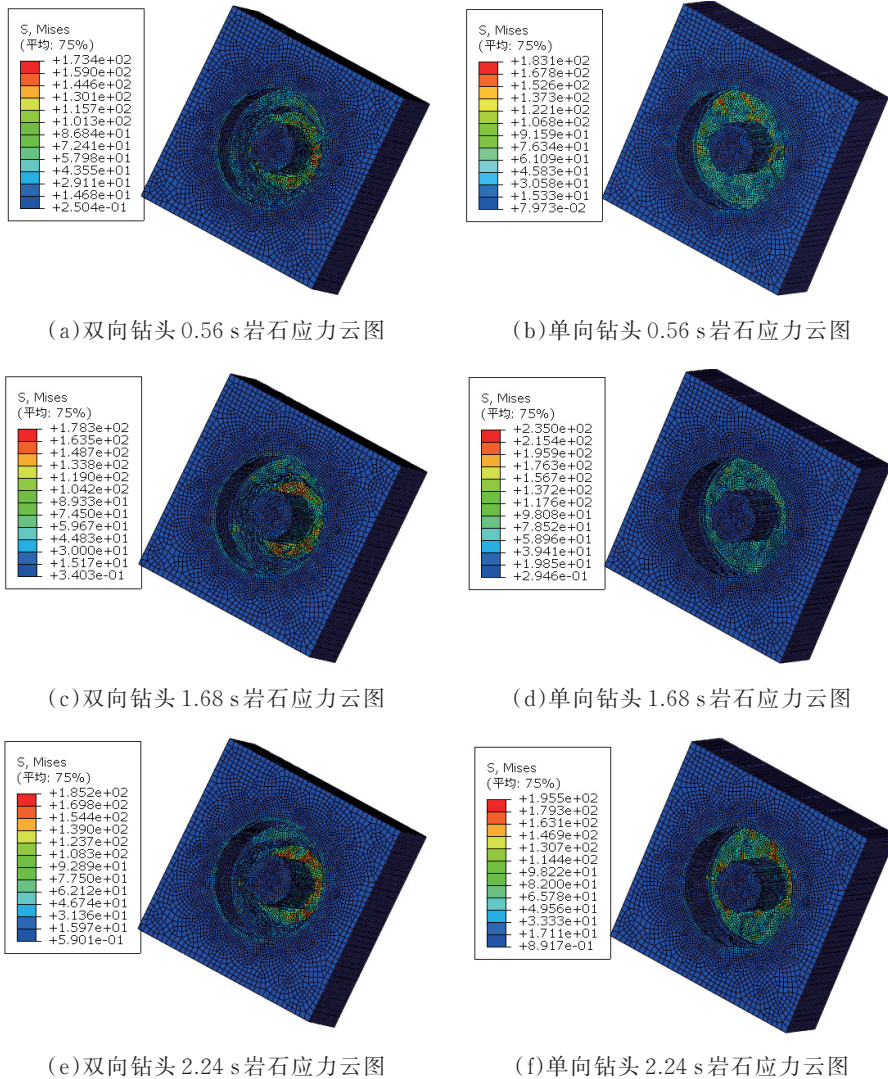 S, Mises
(平均: 75%)
+1.734e+02
+1.590e+02
+1.446e+02
+1.301e+02
+1.157e+02
+1.013e+02
+8.684e+01
+7.241e+01
+5.798e+01
+4.355e+01
+2.911e+01
+1.468e+01
+2.504e-01
(a)双向钻头0.56 s岩石应力云图
S, Mises
(平均: 75%)
+1.831e+02
+1.678e+02
+1.526e+02
+1.373e+02
+1.221e+02
+1.068e+02
+9.159e+01
+7.634e+01
+6.109e+01
+4.583e+01
+3.058e+01
+1.533e+01
+7.973e-02
(b)单向钻头0.56 s岩石应力云图
S, Mises
(平均: 75%)
+1.783e+02
+1.635e+02
+1.487e+02
+1.338e+02
+1.190e+02
+1.042e+02
+8.933e+01
+7.450e+01
+5.967e+01
+4.483e+01
+3.000e+01
+1.517e+01
+3.403e-01
(c)双向钻头1.68 s岩石应力云图
S, Mises
(平均: 75%)
+2.350e+02
+2.154e+02
+1.959e+02
+1.763e+02
+1.567e+02
+1.372e+02
+1.176e+02
+9.808e+01
+7.852e+01
+5.896e+01
+3.941e+01
+1.985e+01
+2.946e-01
(d)单向钻头1.68 s岩石应力云图
S, Mises
(平均: 75%)
+1.852e+02
+1.698e+02
+1.544e+02
+1.390e+02
+1.237e+02
+1.083e+02
+9.289e+01
+7.750e+01
+6.212e+01
+4.674e+01
+3.136e+01
+1.597e+01
+5.901e-01
(e)双向钻头2.24 s岩石应力云图
S, Mises
(平均: 75%)
+1.955e+02
+1.793e+02
+1.631e+02
+1.469e+02
+1.307e+02
+1.144e+02
+9.822e+01
+8.200e+01
+6.578e+01
+4.956e+01
+3.333e+01
+1.711e+01
+8.917e-01
(f)单向钻头2.24 s岩石应力云图